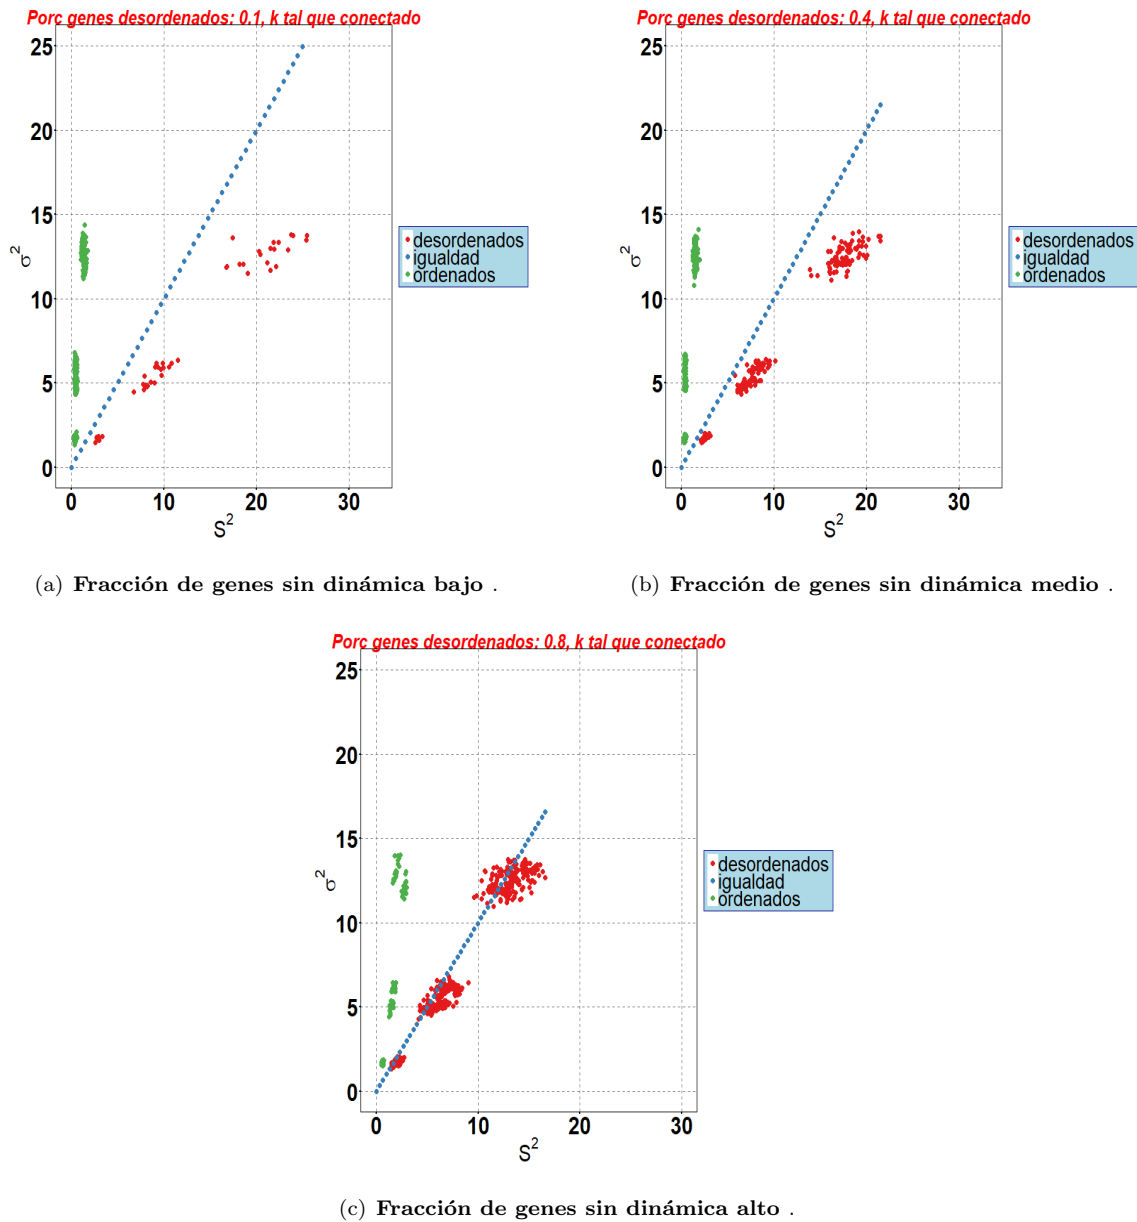 Porc genes desordenados: 0.1, k tal que conectado
25
20
15
10
5
0
σ²
0 10 20 30
S²
desordenados
igualdad
ordenados
(a) Fracción de genes sin dinámica bajo .
Porc genes desordenados: 0.4, k tal que conectado
25
20
15
10
5
0
σ²
0 10 20 30
S²
desordenados
igualdad
ordenados
(b) Fracción de genes sin dinámica medio .
Porc genes desordenados: 0.8, k tal que conectado
25
20
15
10
5
0
σ²
0 10 20 30
S²
desordenados
igualdad
ordenados
(c) Fracción de genes sin dinámica alto .